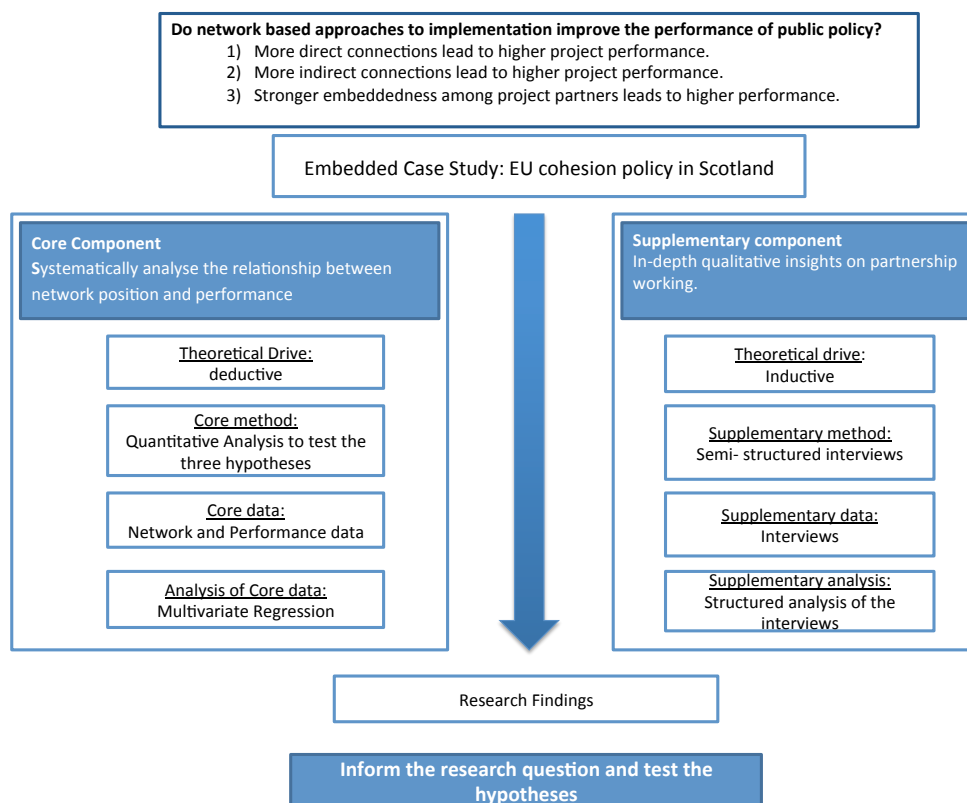 Do network based approaches to implementation improve the performance of public policy?
1) More direct connections lead to higher project performance.
2) More indirect connections lead to higher project performance.
3) Stronger embeddedness among project partners leads to higher performance.
Embedded Case Study: EU cohesion policy in Scotland
Core Component
Systematically analyse the relationship between
network position and performance
Theoretical Drive:
deductive
Core method:
Quantitative Analysis to test the
three hypotheses
Core data:
Network and Performance data
Analysis of Core data:
Multivariate Regression
Supplementary component
In-depth qualitative insights on partnership
working.
Theoretical drive:
Inductive
Supplementary method:
Semi- structured interviews
Supplementary data:
Interviews
Supplementary analysis:
Structured analysis of the
interviews
Research Findings
Inform the research question and test the
hypotheses